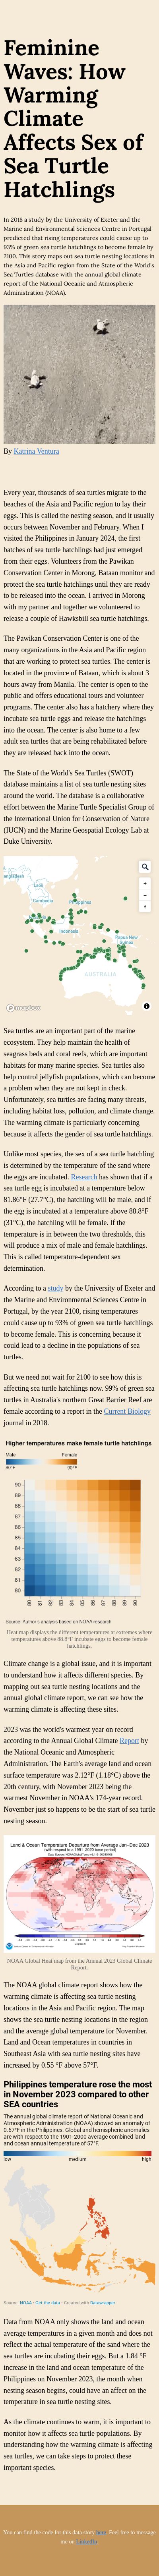 Feminine
Waves: How
Warming
Climate
Affects Sex of
Sea Turtle
Hatchlings
In 2018 a study by the University of Exeter and the
Marine and Environmental Sciences Center in Portugal
predicted that rising temperatures could cause up to
93% of green sea turtle hatchlings to become female by
2100. This story maps out sea turtle nesting locations in
the Asia and Pacific region from the State of the World's
Sea Turtles database with the annual global climate
report of the National Oceanic and Atmospheric
Administration (NOAA).
By Katrina Ventura
Every year, thousands of sea turtles migrate to the
beaches of the Asia and Pacific region to lay their
eggs. This is called the nesting season, and it usually
occurs between November and February. When I
visited the Philippines in January 2024, the first
batches of sea turtle hatchlings had just emerged
from their eggs. Volunteers from the Pawikan
Conservation Center in Morong, Bataan monitor and
protect the sea turtle hatchlings until they are ready
to be released into the ocean. I arrived in Morong
release a couple of Hawksbill sea turtle hatchlings.
The Pawikan Conservation Center is one of the
many organizations in the Asia and Pacific region
that are working to protect sea turtles. The center is
located in the province of Bataan, which is about 3
hours away from Manila. The center is open to the
public and offers educational tours and even volunteer
programs. The center also has a hatchery where they
incubate sea turtle eggs and release the hatchlings
into the ocean. The center is also home to a few
adult sea turtles that are being rehabilitated before
they are released back into the ocean.
The State of the World's Sea Turtles (SWOT)
database maintains a list of sea turtle nesting sites
around the world. The database is a collaborative
effort between the Marine Turtle Specialist Group of
the International Union for Conservation of Nature
(IUCN) and the Marine Geospatial Ecology Lab at
Duke University.
Laos
Cambodia
Philippines
Indonesia
Papua New
Guinea
AUSTRALIA
mapbox
Sea turtles are an important part of the marine
ecosystem. They help maintain the health of
seagrass beds and coral reefs, which are important
habitats for many marine species. Sea turtles also
help control jellyfish populations, which can become
a problem when they are not kept in check.
Unfortunately, sea turtles are also facing many threats,
including habitat loss, pollution, and climate change.
The warming climate is particularly concerning
because it affects the gender of sea turtle hatchlings.
Unlike most species, the sex of a sea turtle hatchling
is determined by the temperature of the sand where
the eggs are incubated. Research has shown that if a
sea turtle egg is incubated at a temperature below
81.86°F (27.7°C), the hatchling will be male, and if
the egg is incubated at a temperature above 88.8°F
(31°C), the hatchling will be female. If the
temperature is in between the two thresholds, this
will produce a mix of male and female hatchlings.
This is called temperature-dependent sex
determination.
According to a study by the University of Exeter and
the Marine and Environmental Sciences Center in
Portugal, by the year 2100, rising temperatures
could cause up to 93% of green sea turtle hatchlings
to become female. This is concerning because it
could lead to a decline in the populations of sea
turtles.
But we need not wait for 2100 to see how this is
affecting sea turtle hatchlings now. 99% of green sea
turtles in Australia's northern Great Barrier Reef are
female according to a report in the Current Biology
journal in 2018.
Higher temperatures make female turtle hatchlings
Male Female
80°F 90°F
90
89
88
87
86
85
84
83
82
81
80
80 81 82 83 84 85 86 87 88 89 90
Source: Author's analysis based on NOAA research
Heat map displays the different temperatures at extremes where
temperatures above 88.8°F incubate eggs to become female
hatchlings.
Climate change is a global issue, and it is important
to understand how it affects different species. By
mapping out sea turtle nesting locations and the
annual global climate report, we can see how the
warming climate is affecting these sites.
2023 was the world's warmest year on record
according to the Annual Global Climate Report by
the National Oceanic and Atmospheric
Administration. The Earth's average land and ocean
surface temperature was 2.12°F (1.18°C) above the
20th century, with November 2023 being the
warmest November in NOAA's 174-year record.
November just so happens to be the start of sea turtle
nesting season.
Land & Ocean Temperature Departure from Average Jan–Dec 2023
(with respect to a 1991–2020 base period)
NOAA Global Heat map from the Annual 2023 Global Climate
Report.
The NOAA global climate report shows how the
warming climate is affecting sea turtle nesting
locations in the Asia and Pacific region. The map
shows the global sea turtle nesting locations and
the average global temperature for November.
Land and Ocean temperatures in countries in
Southeast Asia with sea turtle nesting sites have
increased by 0.55 °F above 57°F.
Philippines temperature rose the most
in November 2023 compared to other
SEA countries
The annual global climate report of National Oceanic and
Atmospheric Administration (NOAA) showed an anomaly of
0.67°F in the Philippines. Global and hemispheric anomalies
are with respect to the 1901-2000 average combined land
and ocean annual temperature of 57°F.
low medium high
Source: NOAA · Get the data · Created with Datawrapper
Data from NOAA only shows the land and ocean
average temperatures in a given month and does not
reflect the actual temperature of the sand where the
sea turtles are incubating their eggs. But a 1.84 °F
increase in the land and ocean temperature of the
Philippines on November 2023, the month when
nesting season begins, could have an affect on the
temperature in sea turtle nesting sites.
As the climate continues to warm, it is important to
monitor how it affects sea turtle populations. By
understanding how the warming climate is affecting
sea turtles, we can take steps to protect these
important species.
You can find the code for this data story here. Feel free to message
me on LinkedIn.